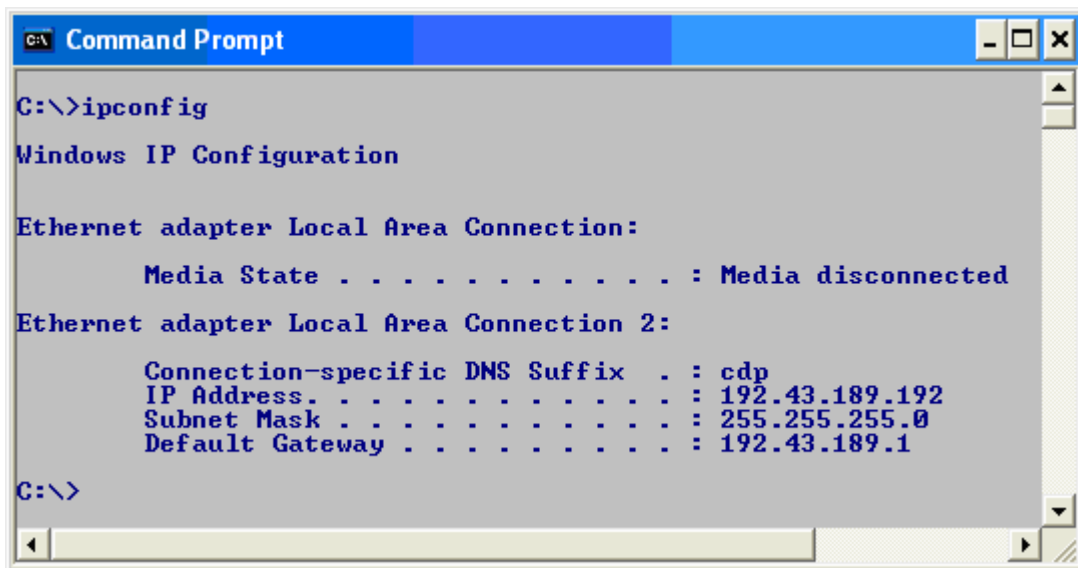 Command Prompt
C:\>ipconfig
Windows IP Configuration
Ethernet adapter Local Area Connection:
Media State . . . . . . . . . . . : Media disconnected
Ethernet adapter Local Area Connection 2:
Connection-specific DNS Suffix  . : cdp
IP Address. . . . . . . . . . . . : 192.43.189.192
Subnet Mask . . . . . . . . . . . : 255.255.255.0
Default Gateway . . . . . . . . . : 192.43.189.1
C:\>